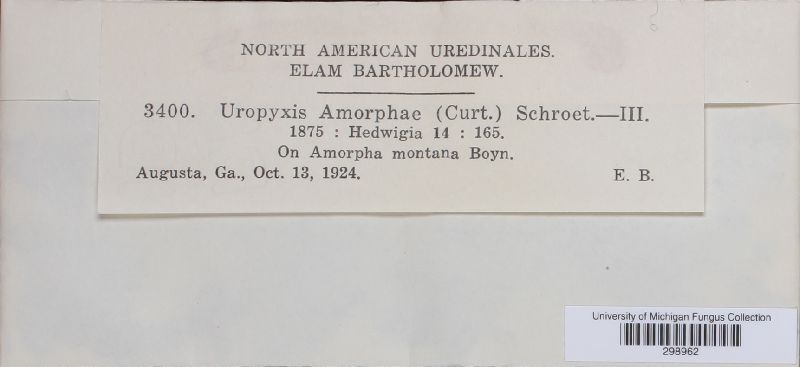 NORTH AMERICAN UREDINALES.
ELAM BARTHOLOMEW.
3400. Uropyxis Amorphae (Curt.) Schroet.—III.
1875 : Hedwigia 14 : 165.
On Amorpha montana Boyn.
Augusta, Ga., Oct. 13, 1924. E. B.
University of Michigan Fungus Collection
298962